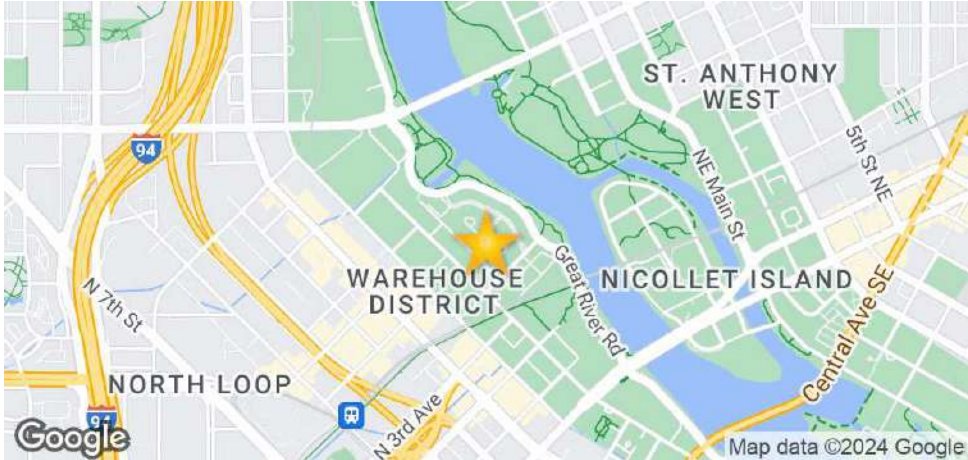 ST. ANTHONY
WEST
94
5th St NE
NE Main St
Great River Rd
WAREHOUSE
DISTRICT
NICOLLET ISLAND
N 7th St
Central Ave SE
NORTH LOOP
N 3rd Ave
94
Google
Map data ©2024 Google